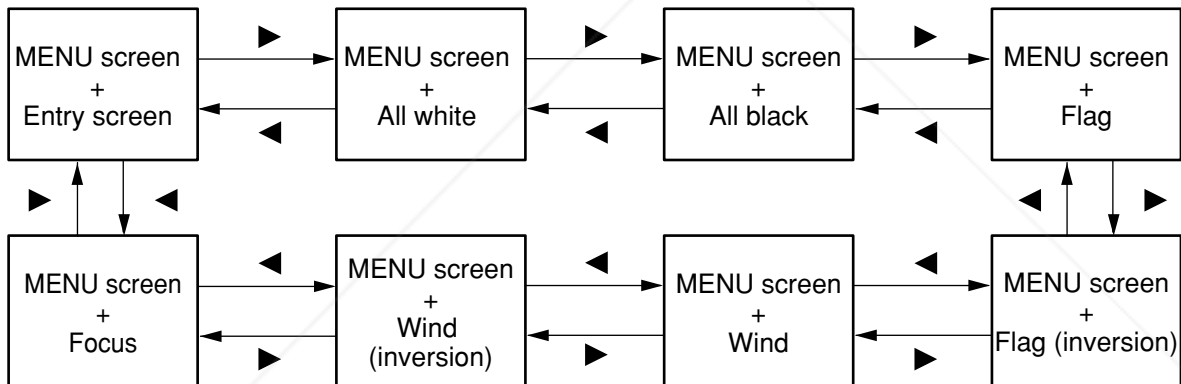 MENU screen
+
Entry screen
MENU screen
+
All white
MENU screen
+
All black
MENU screen
+
Flag
MENU screen
+
Focus
MENU screen
+
Wind
(inversion)
MENU screen
+
Wind
MENU screen
+
Flag (inversion)